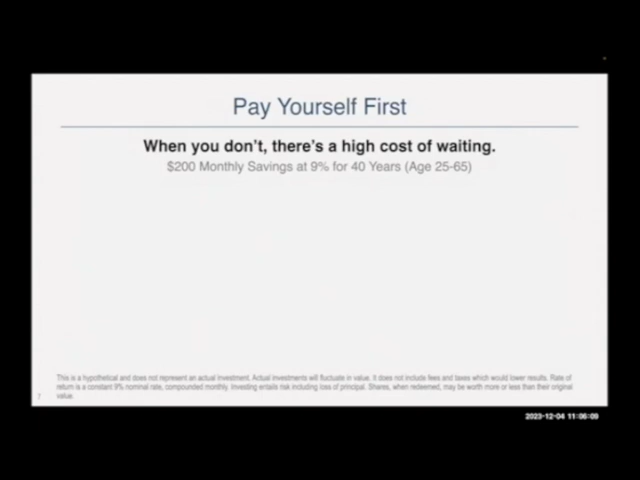 Pay Yourself First
When you don't, there's a high cost of waiting.
$200 Monthly Savings at 9% for 40 Years (Age 25-65)
This is a hypothetical and does not represent an actual investment. Actual investments will fluctuate in value. It does not include fees and taxes which would lower results. Rate of
return is a constant 9% nominal rate, compounded monthly. Investing entails risk including loss of principal. Shares, when redeemed, may be worth more or less than their original
7 value.
2023-12-04 11:06:09